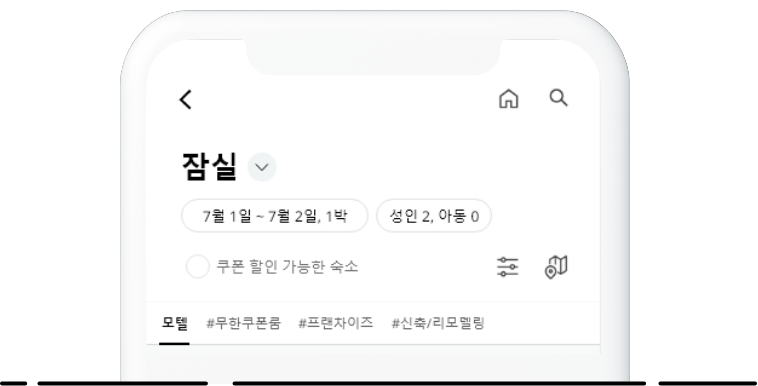 잠실
7월 1일 ~ 7월 2일, 1박 성인 2, 아동 0
쿠폰 할인 가능한 숙소
모텔 #무한쿠폰룸 #프랜차이즈 #신축/리모델링